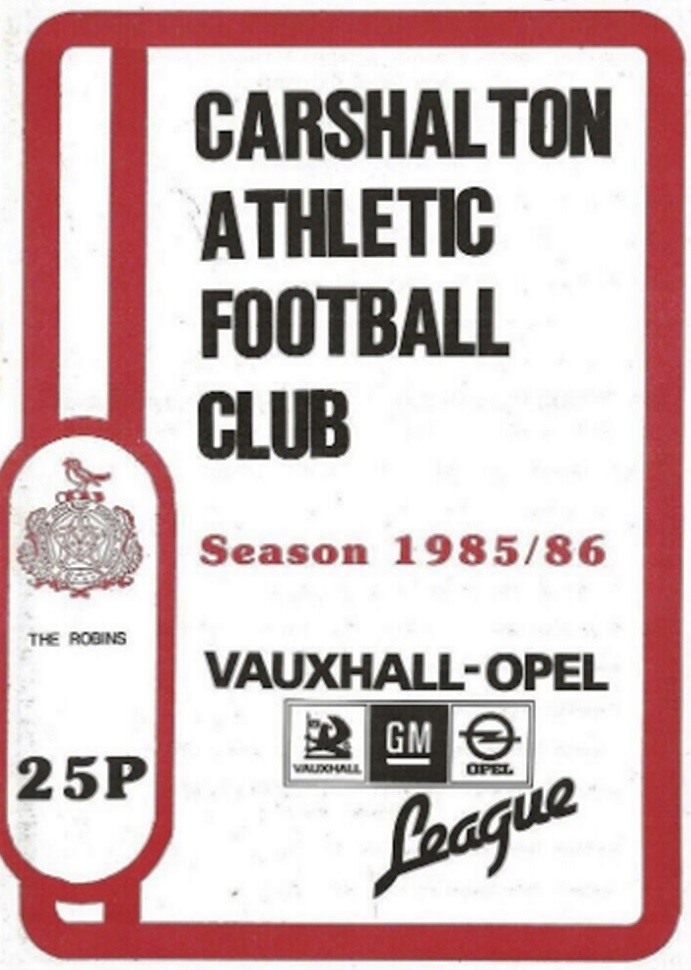 CARSHALTON
ATHLETIC
FOOTBALL
CLUB
Season 1985/86
THE ROBINS
25P
VAUXHALL-OPEL
VAUXHALL
GM
OPEL
League